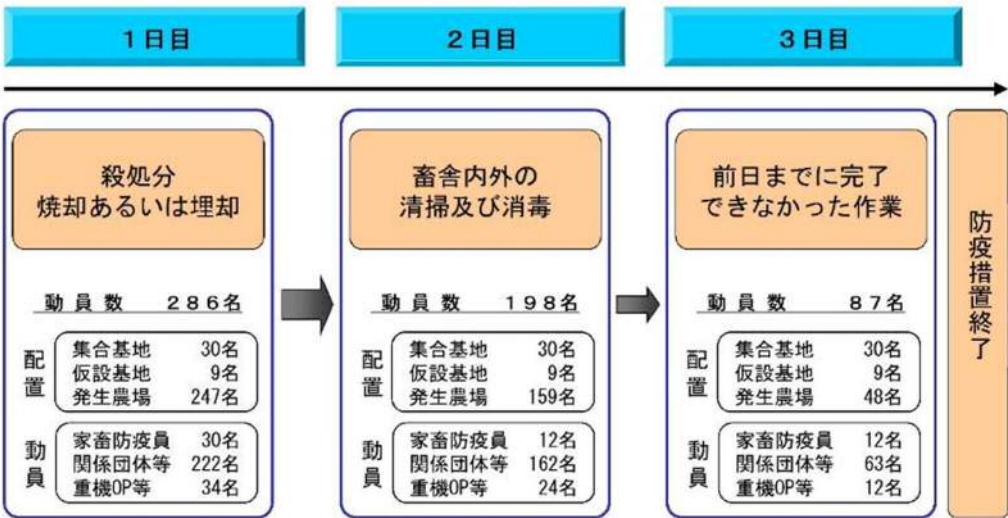 1日目
殺処分
焼却あるいは埋却
動員数 286名
配置
集合基地 30名
仮設基地 9名
発生農場 247名
動員
家畜防疫員 30名
関係団体等 222名
重機OP等 34名
2日目
畜舎内外の
清掃及び消毒
動員数 198名
配置
集合基地 30名
仮設基地 9名
発生農場 159名
動員
家畜防疫員 12名
関係団体等 162名
重機OP等 24名
3日目
前日までに完了
できなかった作業
動員数 87名
配置
集合基地 30名
仮設基地 9名
発生農場 48名
動員
家畜防疫員 12名
関係団体等 63名
重機OP等 12名
防疫措置終了